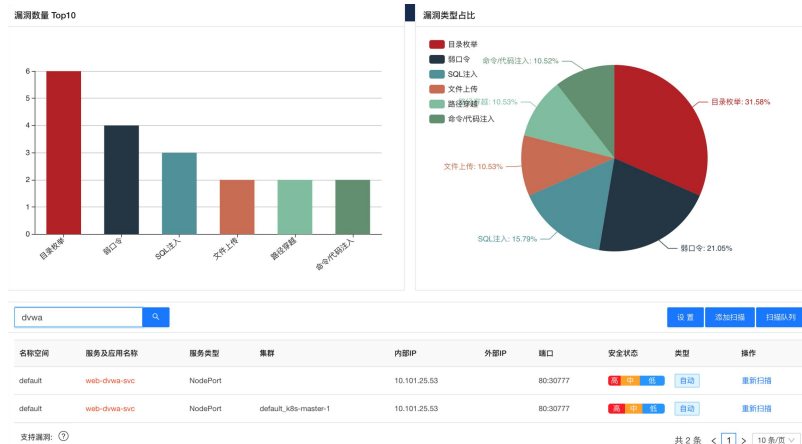 漏洞数量 Top10
6
5
4
3
2
1
0
目录枚举
弱口令
SQL注入
文件上传
路径穿越
命令/代码注入
漏洞类型占比
目录枚举
弱口令
SQL注入
文件上传
路径穿越
命令/代码注入
命令/代码注入: 10.52%
路径穿越: 10.53%
文件上传: 10.53%
SQL注入: 15.79%
弱口令: 21.05%
目录枚举: 31.58%
dvwa
设 置 添加扫描 扫描队列
名称空间 服务及应用名称 服务类型 集群 内部IP 外部IP 端口 安全状态 类型 操作
default web-dvwa-svc NodePort 10.101.25.53 80:30777 高 中 低 自动 重新扫描
default web-dvwa-svc NodePort default_k8s-master-1 10.101.25.53 80:30777 高 中 低 自动 重新扫描
支持漏洞: ?
共 2 条 < 1 > 10 条/页